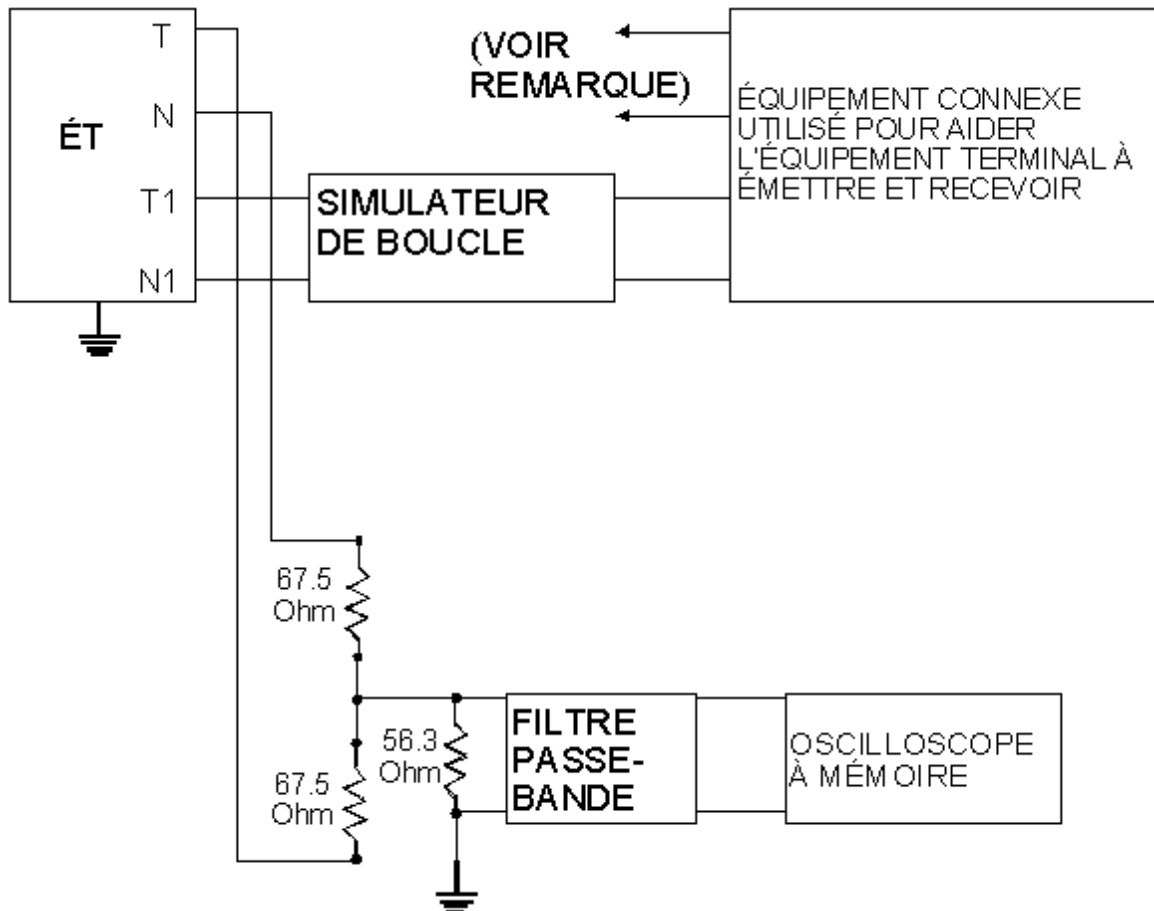 T
N
ÉT
T1
N1
(VOIR
REMARQUE)
SIMULATEUR
DE BOUCLE
ÉQUIPEMENT CONNEXE
UTILISÉ POUR AIDER
L'ÉQUIPEMENT TERMINAL À
ÉMETTRE ET RECEVOIR
67.5
Ohm
67.5
Ohm
56.3
Ohm
FILTRE
PASSE-
BANDE
OSCILLOSCOPE
À MÉMOIRE